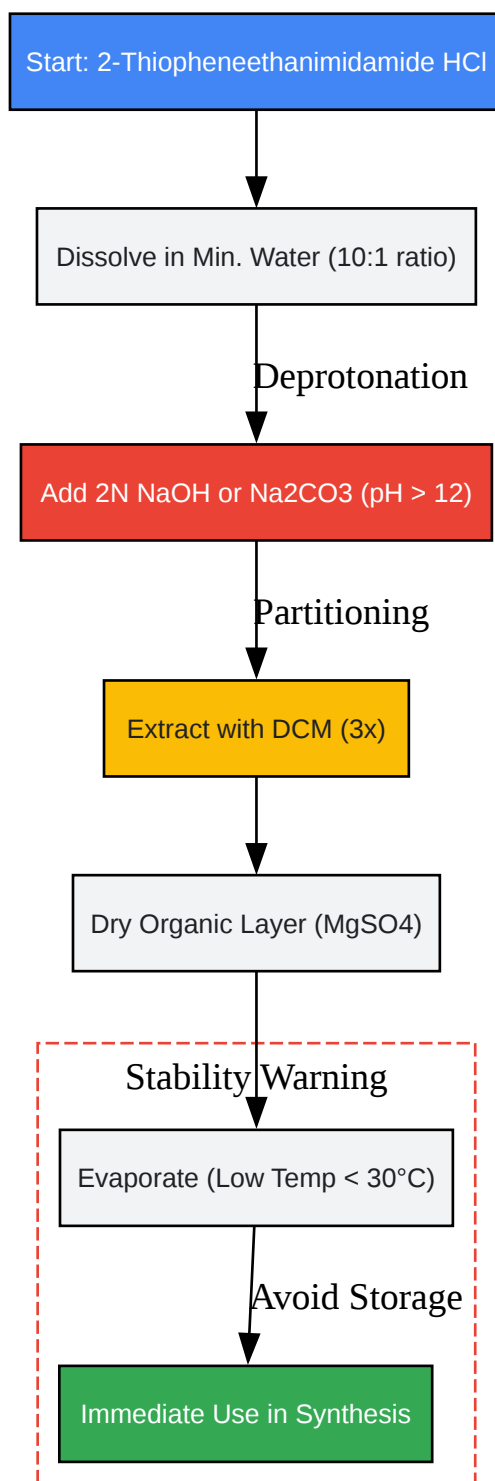 Start: 2-Thiopheneethanimidamide HCl
Dissolve in Min. Water (10:1 ratio)
Deprotonation
Add 2N NaOH or Na2CO3 (pH > 12)
Partitioning
Extract with DCM (3x)
Dry Organic Layer (MgSO4)
Stability Warning
Evaporate (Low Temp < 30°C)
Avoid Storage
Immediate Use in Synthesis